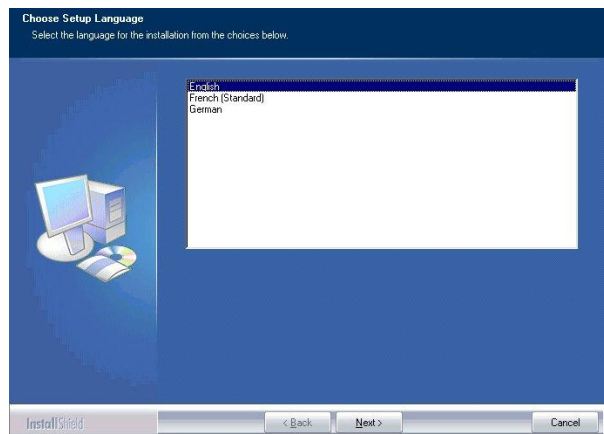 Choose Setup Language
Select the language for the installation from the choices below.
English
French (Standard)
German
InstallShield
< Back
Next >
Cancel